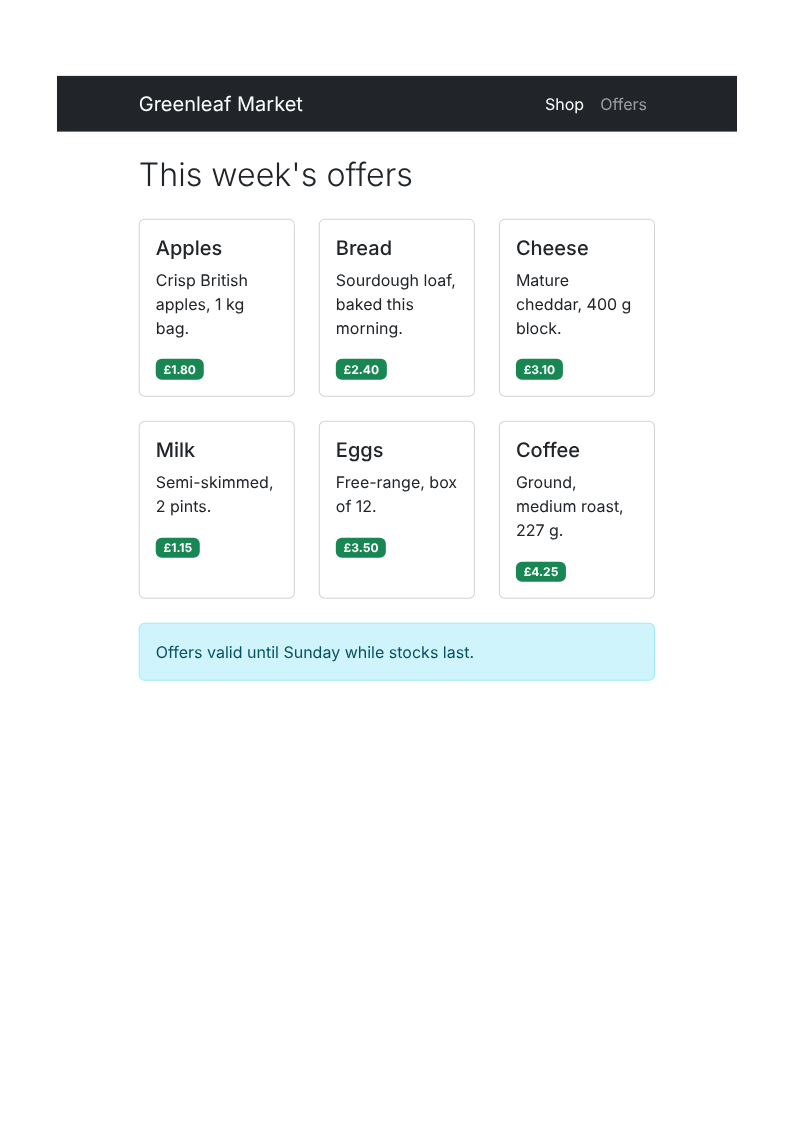 Greenleaf Market
Shop Offers
This week's offers
Apples
Crisp British
apples, 1 kg
bag.
£1.80
Bread
Sourdough loaf,
baked this
morning.
£2.40
Cheese
Mature
cheddar, 400 g
block.
£3.10
Milk
Semi-skimmed,
2 pints.
£1.15
Eggs
Free-range, box
of 12.
£3.50
Coffee
Ground,
medium roast,
227 g.
£4.25
Offers valid until Sunday while stocks last.